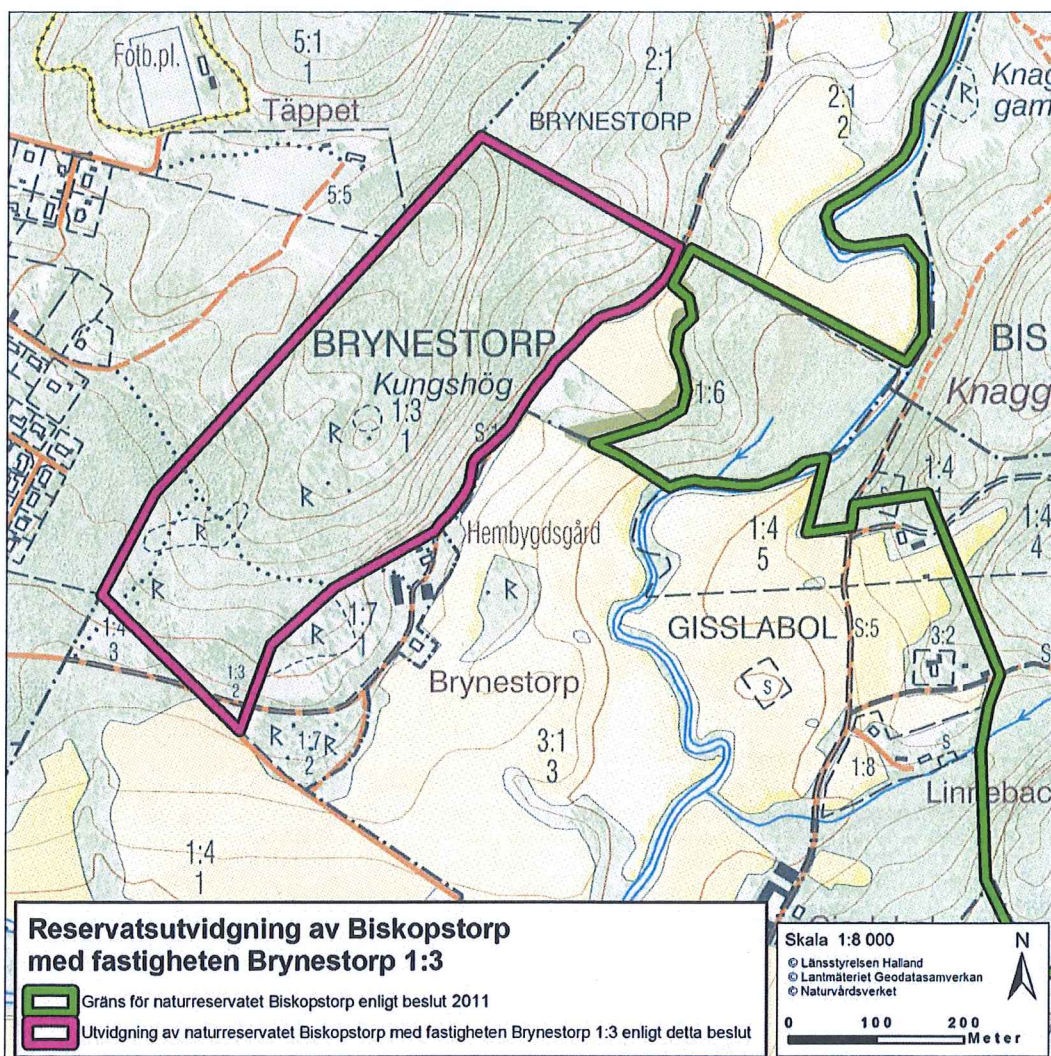 Fotb.pl.
5:1
1
2:1
1
Täppet
BRYNESTORP
2:1
2
R
5:5
BRYNESTORP
Kungshög
1:3
1
R
1:6
S:1
R
R
Hembygdsgård
1:4
1:4
5
1:4
4
R
1:7
1
R
GISSLABOL
S:5
3:2
1:4
3
1:3
2
Brynestorp
S
R
1:7
2
R
3:1
3
1:8
S
1:4
1
Reservatsutvidgning av Biskopstorp
med fastigheten Brynestorp 1:3
Gräns för naturreservatet Biskopstorp enligt beslut 2011
Utvidgning av naturreservatet Biskopstorp med fastigheten Brynestorp 1:3 enligt detta beslut
Skala 1:8 000
N
© Länsstyrelsen Halland
© Lantmäteriet Geodatasamverkan
© Naturvårdsverket
0 100 200
Meter